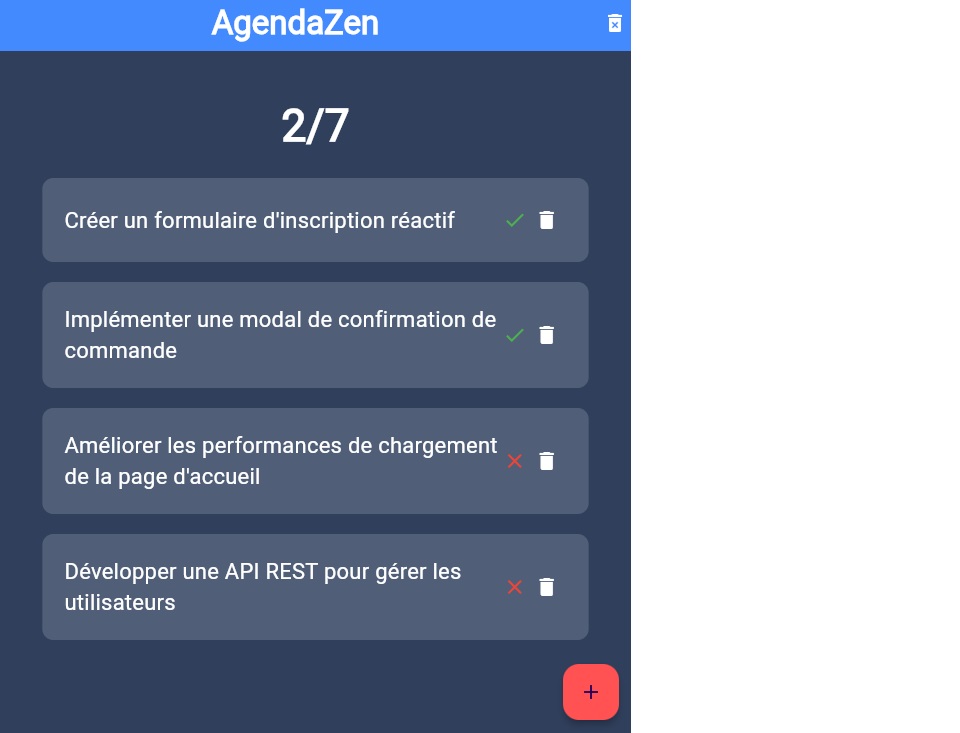 AgendaZen
2/7
Créer un formulaire d'inscription réactif
Implémenter une modal de confirmation de
commande
Améliorer les performances de chargement
de la page d'accueil
Développer une API REST pour gérer les
utilisateurs
+